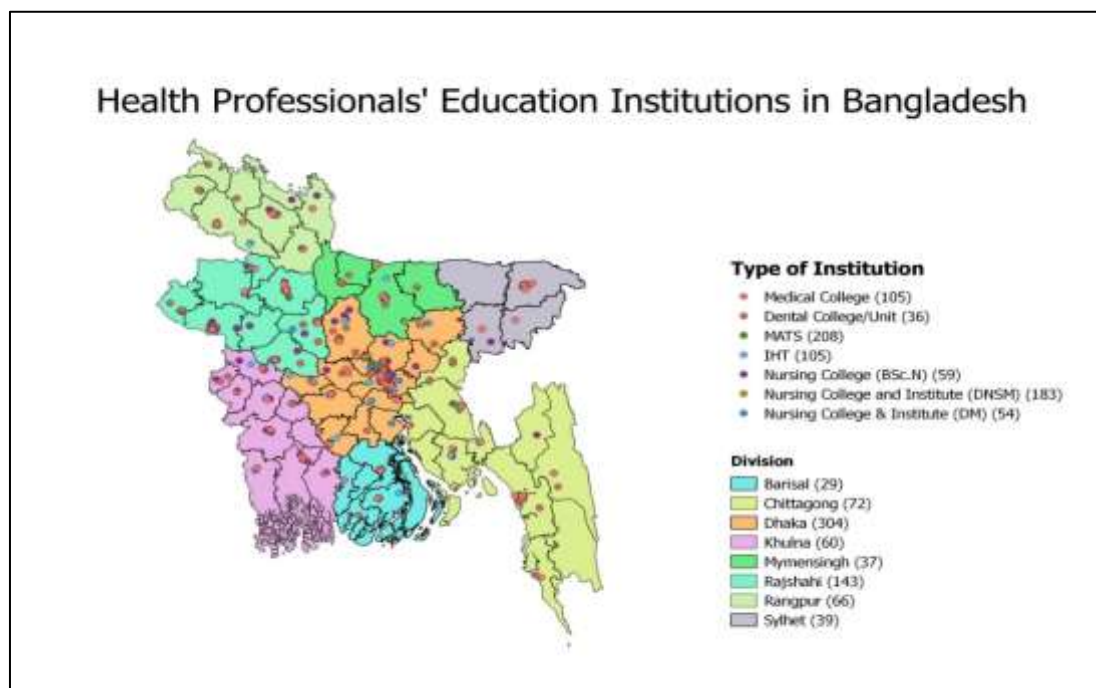 Health Professionals' Education Institutions in Bangladesh
Type of Institution
Medical College (105)
Dental College/Unit (36)
MATS (208)
IHT (105)
Nursing College (BSc.N) (59)
Nursing College and Institute (DNSM) (183)
Nursing College & Institute (DM) (54)
Division
Barisal (29)
Chittagong (72)
Dhaka (304)
Khulna (60)
Mymensingh (37)
Rajshahi (143)
Rangpur (66)
Sylhet (39)